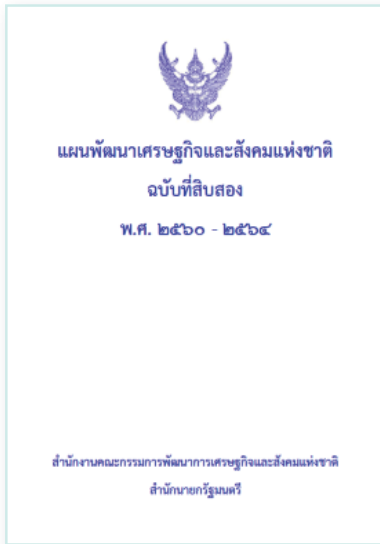 แผนพัฒนาเศรษฐกิจและสังคมแห่งชาติ
ฉบับที่สิบสอง
พ.ศ. ๒๕๖๐ - ๒๕๖๔
สำนักงานคณะกรรมการพัฒนาการเศรษฐกิจและสังคมแห่งชาติ
สำนักนายกรัฐมนตรี